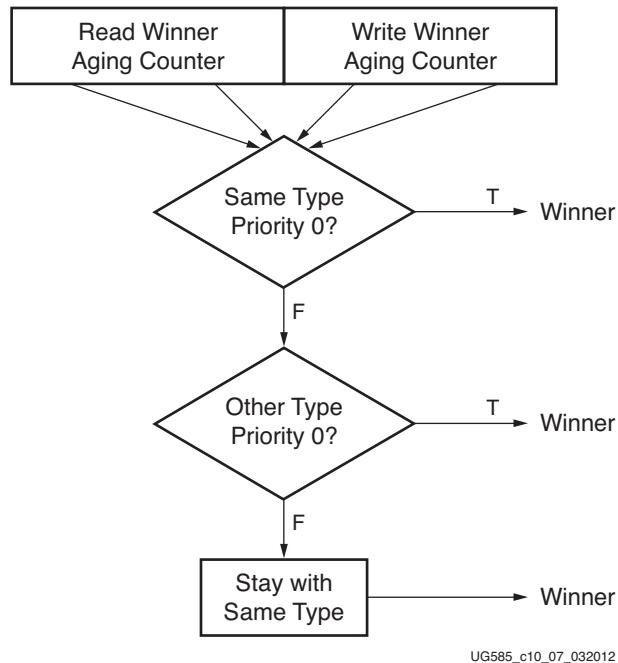 Read Winner
Aging Counter
Write Winner
Aging Counter
Same Type
Priority 0?
T
Winner
F
Other Type
Priority 0?
T
Winner
F
Stay with
Same Type
Winner
UG585_c10_07_032012